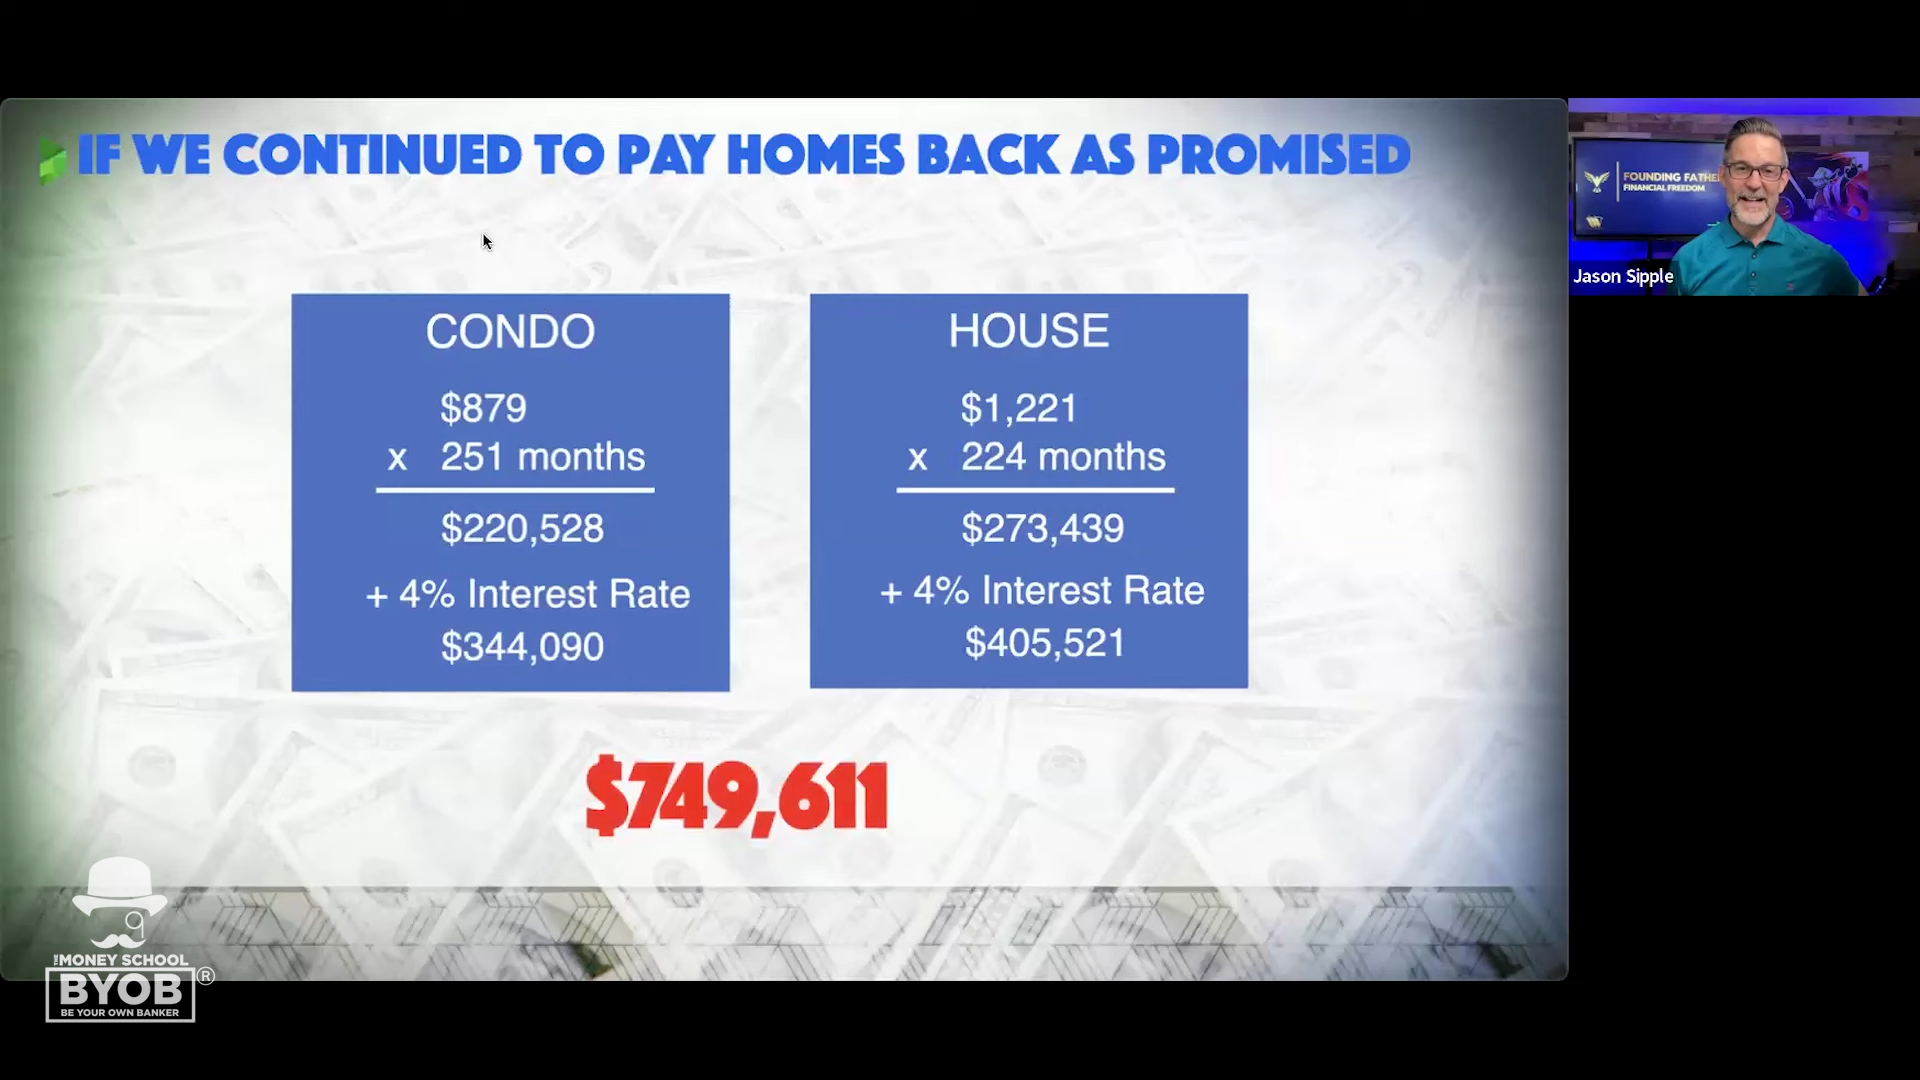 IF WE CONTINUED TO PAY HOMES BACK AS PROMISED
CONDO
$879
x 251 months
$220,528
+ 4% Interest Rate
$344,090
HOUSE
$1,221
x 224 months
$273,439
+ 4% Interest Rate
$405,521
$749,611
FOUNDING FATHE
FINANCIAL FREEDOM
Jason Sipple
THE MONEY SCHOOL
BYOB®
BE YOUR OWN BANKER